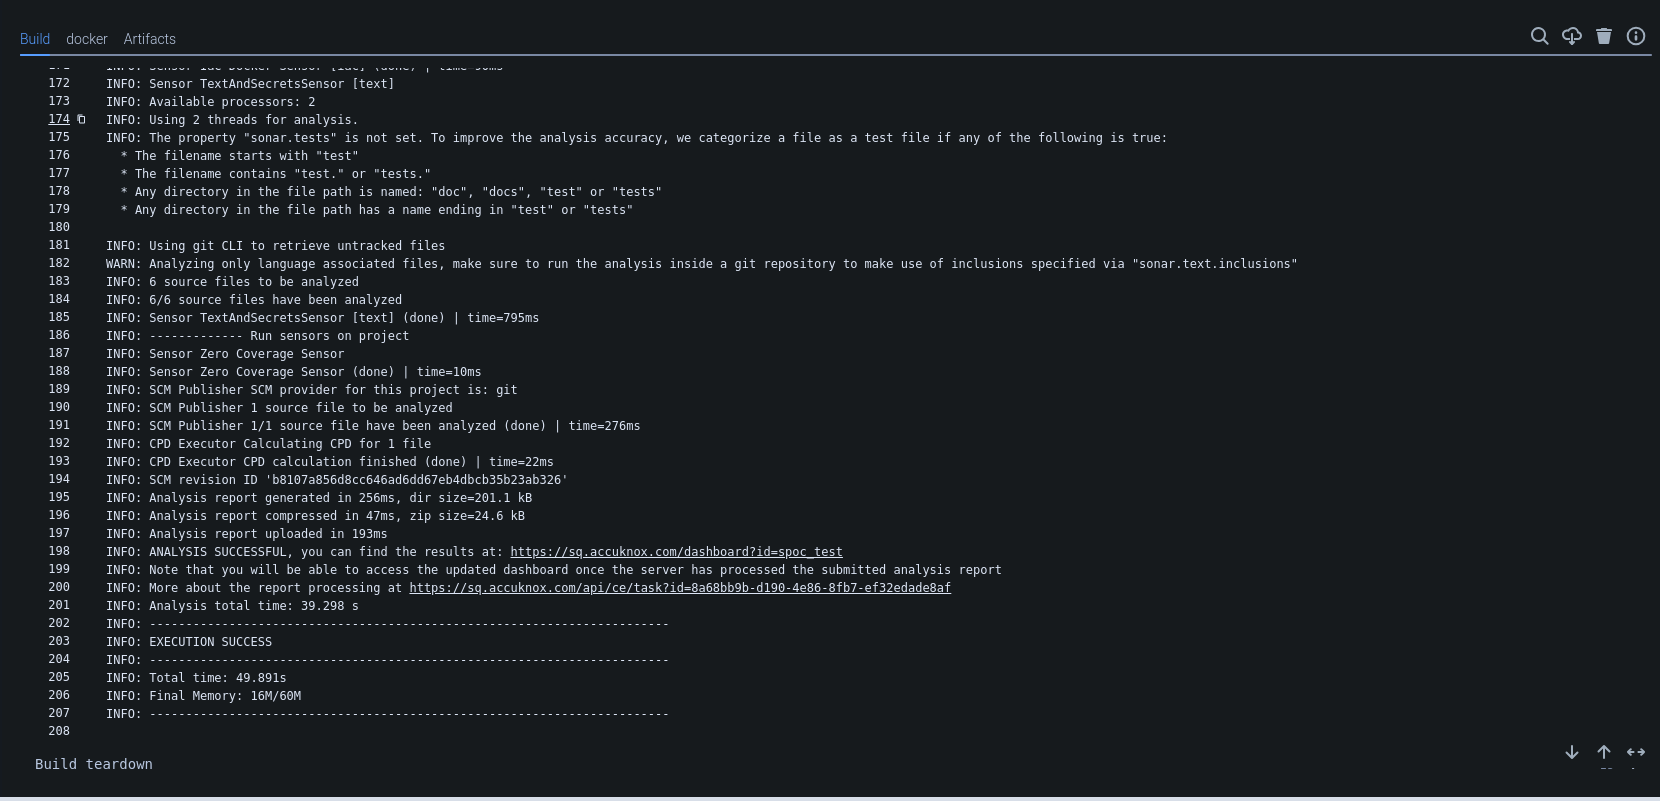 Build docker Artifacts
171 INFO: Sensor IaC Docker Sensor [iac] (done) | time=90ms
172 INFO: Sensor TextAndSecretsSensor [text]
173 INFO: Available processors: 2
174 INFO: Using 2 threads for analysis.
175 INFO: The property "sonar.tests" is not set. To improve the analysis accuracy, we categorize a file as a test file if any of the following is true:
176 * The filename starts with "test"
177 * The filename contains "test." or "tests."
178 * Any directory in the file path is named: "doc", "docs", "test" or "tests"
179 * Any directory in the file path has a name ending in "test" or "tests"
180
181 INFO: Using git CLI to retrieve untracked files
182 WARN: Analyzing only language associated files, make sure to run the analysis inside a git repository to make use of inclusions specified via "sonar.text.inclusions"
183 INFO: 6 source files to be analyzed
184 INFO: 6/6 source files have been analyzed
185 INFO: Sensor TextAndSecretsSensor [text] (done) | time=795ms
186 INFO: ------------- Run sensors on project
187 INFO: Sensor Zero Coverage Sensor
188 INFO: Sensor Zero Coverage Sensor (done) | time=10ms
189 INFO: SCM Publisher SCM provider for this project is: git
190 INFO: SCM Publisher 1 source file to be analyzed
191 INFO: SCM Publisher 1/1 source file have been analyzed (done) | time=276ms
192 INFO: CPD Executor Calculating CPD for 1 file
193 INFO: CPD Executor CPD calculation finished (done) | time=22ms
194 INFO: SCM revision ID 'b8107a856d8cc646ad6dd67eb4dbcb35b23ab326'
195 INFO: Analysis report generated in 256ms, dir size=201.1 kB
196 INFO: Analysis report compressed in 47ms, zip size=24.6 kB
197 INFO: Analysis report uploaded in 193ms
198 INFO: ANALYSIS SUCCESSFUL, you can find the results at: https://sq.accuknox.com/dashboard?id=spoc_test
199 INFO: Note that you will be able to access the updated dashboard once the server has processed the submitted analysis report
200 INFO: More about the report processing at https://sq.accuknox.com/api/ce/task?id=8a68bb9b-d190-4e86-8fb7-ef32edade8af
201 INFO: Analysis total time: 39.298 s
202 INFO: ------------------------------------------------------------------------
203 INFO: EXECUTION SUCCESS
204 INFO: ------------------------------------------------------------------------
205 INFO: Total time: 49.891s
206 INFO: Final Memory: 16M/60M
207 INFO: ------------------------------------------------------------------------
208
Build teardown